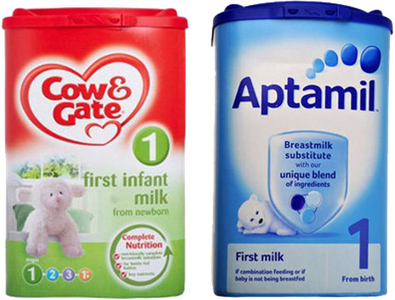 Cow&
Gate
1
first infant
milk
from newborn
Complete
Nutrition
1 2 3
Aptamil
Breastmilk
substitute
with our
unique blend
of ingredients
1
First milk
From birth
If combination feeding or if
baby is not being breastfed